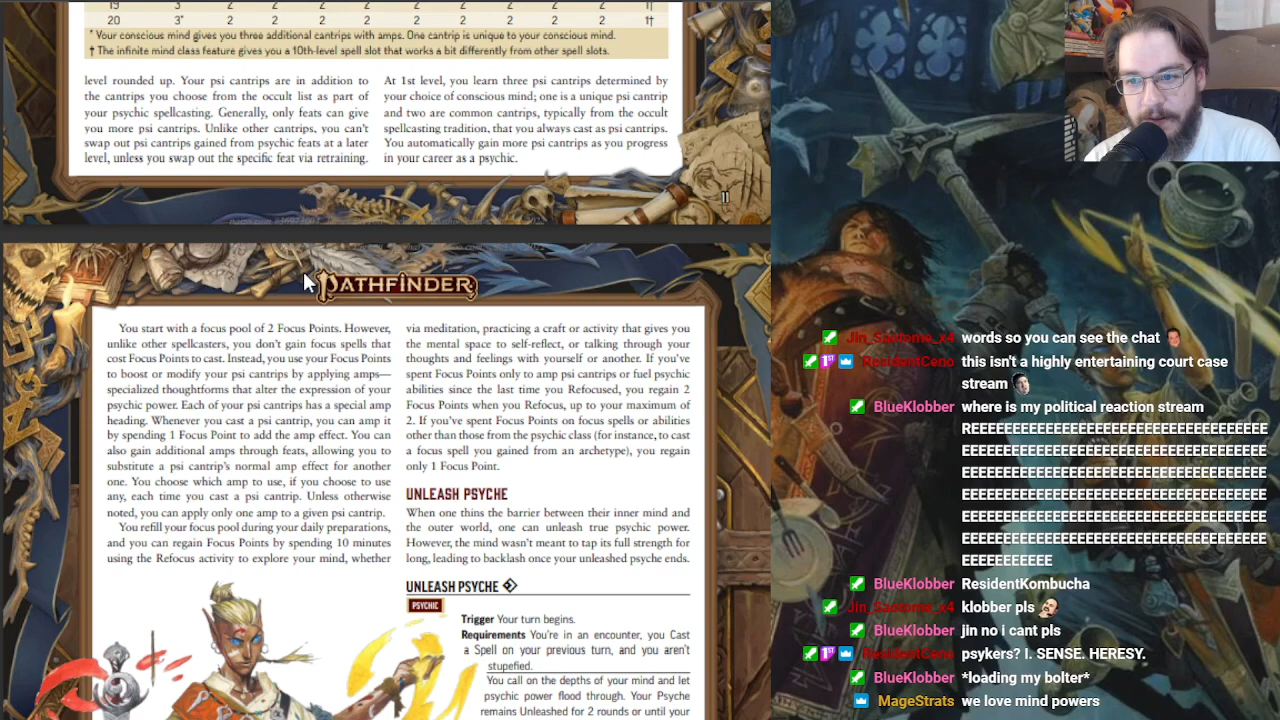 19 3* 2 2 2 2 2 2 2 2 1†
20 3* 2 2 2 2 2 2 2 2 1†
* Your conscious mind gives you three additional cantrips with amps. One cantrip is unique to your conscious mind.
† The infinite mind class feature gives you a 10th-level spell slot that works a bit differently from other spell slots.
level rounded up. Your psi cantrips are in addition to
the cantrips you choose from the occult list as part of
your psychic spellcasting. Generally, only feats can give
you more psi cantrips. Unlike other cantrips, you can't
swap out psi cantrips gained from psychic feats at a later
level, unless you swap out the specific feat via retraining.
At 1st level, you learn three psi cantrips determined by
your choice of conscious mind; one is a unique psi cantrip
and two are common cantrips, typically from the occult
spellcasting tradition, that you always cast as psi cantrips.
You automatically gain more psi cantrips as you progress
in your career as a psychic.
11
PATHFINDER
You start with a focus pool of 2 Focus Points. However,
unlike other spellcasters, you don't gain focus spells that
cost Focus Points to cast. Instead, you use your Focus Points
to boost or modify your psi cantrips by applying amps—
specialized thoughtforms that alter the expression of your
psychic power. Each of your psi cantrips has a special amp
heading. Whenever you cast a psi cantrip, you can amp it
by spending 1 Focus Point to add the amp effect. You can
also gain additional amps through feats, allowing you to
substitute a psi cantrip's normal amp effect for another
one. You choose which amp to use, if you choose to use
any, each time you cast a psi cantrip. Unless otherwise
noted, you can apply only one amp to a given psi cantrip.
You refill your focus pool during your daily preparations,
and you can regain Focus Points by spending 10 minutes
using the Refocus activity to explore your mind, whether
via meditation, practicing a craft or activity that gives you
the mental space to self-reflect, or talking through your
thoughts and feelings with yourself or another. If you've
spent Focus Points only to amp psi cantrips or fuel psychic
abilities since the last time you Refocused, you regain 2
Focus Points when you Refocus, up to your maximum of
2. If you've spent Focus Points on focus spells or abilities
other than those from the psychic class (for instance, to cast
a focus spell you gained from an archetype), you regain
only 1 Focus Point.
UNLEASH PSYCHE
When one thins the barrier between their inner mind and
the outer world, one can unleash true psychic power.
However, the mind wasn't meant to tap its full strength for
long, leading to backlash once your unleashed psyche ends.
UNLEASH PSYCHE
PSYCHIC
Trigger Your turn begins.
Requirements You're in an encounter, you Cast
a Spell on your previous turn, and you aren't
stupefied.
You call on the depths of your mind and let
psychic power flood through. Your Psyche
remains Unleashed for 2 rounds or until your
Jin_Saotome_x4 words so you can see the chat
1ST ResidentCeno this isn't a highly entertaining court case
stream
BlueKlobber where is my political reaction stream
REEEEEEEEEEEEEEEEEEEEEEEEEEEEEEEEEE
EEEEEEEEEEEEEEEEEEEEEEEEEEEEEEEEEEE
EEEEEEEEEEEEEEEEEEEEEEEEEEEEEEEEEEE
EEEEEEEEEEEEEEEEEEEEEEEEEEEEEEEEEEE
EEEEEEEEEEEEEEEEEEEEEEEEEEEEEEEEEEE
EEEEEEEEEEEEEEEEEEEEEEEEEEEEEEEEEEE
EEEEEEEEEE
BlueKlobber ResidentKombucha
Jin_Saotome_x4 klobber pls
BlueKlobber jin no i cant pls
1ST ResidentCeno psykers? I. SENSE. HERESY.
BlueKlobber *loading my bolter*
MageStrats we love mind powers